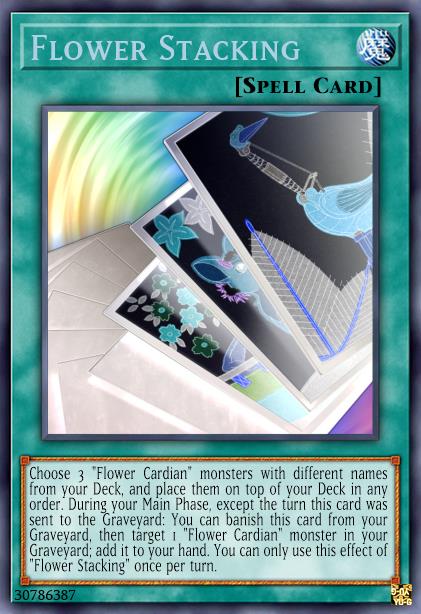 FLOWER STACKING
魔
[SPELL CARD]
Choose 3 "Flower Cardian" monsters with different names
from your Deck, and place them on top of your Deck in any
order. During your Main Phase, except the turn this card was
sent to the Graveyard: You can banish this card from your
Graveyard, then target 1 "Flower Cardian" monster in your
Graveyard; add it to your hand. You can only use this effect of
"Flower Stacking" once per turn.
30786387